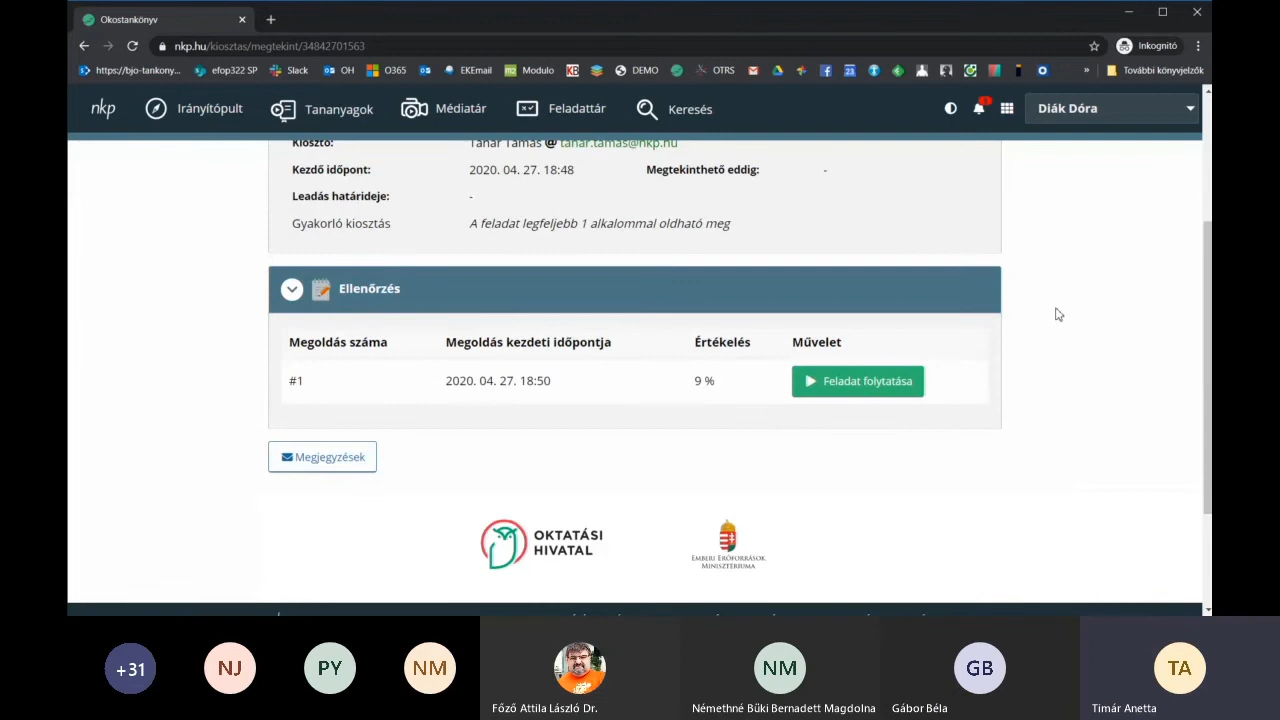 Okostankönyv
nkp.hu/kiosztas/megtekint/34842701563
Inkognitó
https://bjo-tankony... efop322 SP Slack OH O365 EKEmail Modulo DEMO OTRS » További könyvjelzők
nkp Irányítópult Tananyagok Médiatár Feladattár Keresés Diák Dóra
Kiosztó: Tanár Tamás @ tanar.tamas@nkp.hu
Kezdő időpont: 2020. 04. 27. 18:48 Megtekinthető eddig: -
Leadás határideje: -
Gyakorló kiosztás A feladat legfeljebb 1 alkalommal oldható meg
Ellenőrzés
Megoldás száma Megoldás kezdeti időpontja Értékelés Művelet
#1 2020. 04. 27. 18:50 9 % Feladat folytatása
Megjegyzések
OKTATÁSI
HIVATAL
EMBERI ERŐFORRÁSOK
MINISZTÉRIUMA
+31 NJ PY NM NM GB TA
Főző Attila László Dr. Némethné Büki Bernadett Magdolna Gábor Béla Timár Anetta